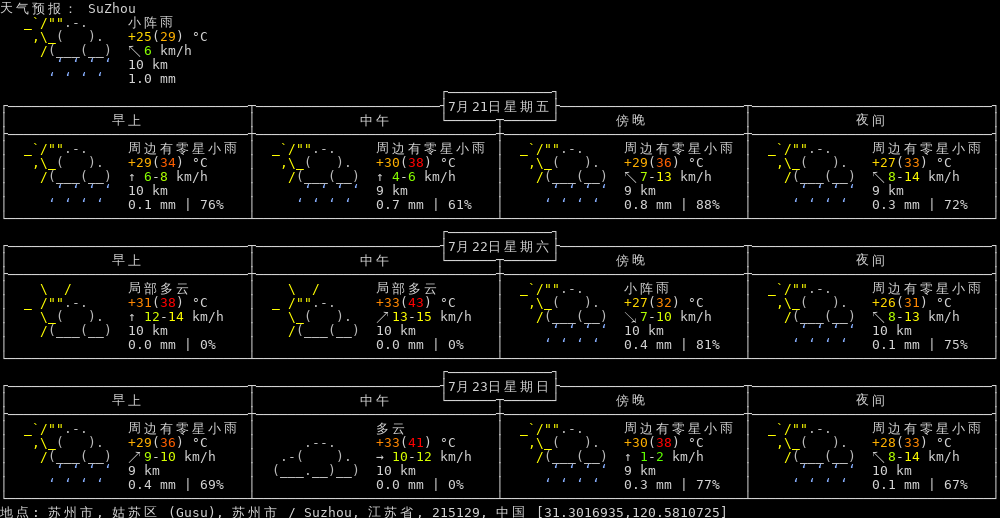 天气预报: SuZhou
小阵雨
+25(29) °C
↖ 6 km/h
10 km
1.0 mm
7月21日星期五
早上 中午 傍晚 夜间
周边有零星小雨 周边有零星小雨 周边有零星小雨 周边有零星小雨
+29(34) °C +30(38) °C +29(36) °C +27(33) °C
↑ 6-8 km/h ↑ 4-6 km/h ↖ 7-13 km/h ↖ 8-14 km/h
10 km 9 km 9 km 9 km
0.1 mm | 76% 0.7 mm | 61% 0.8 mm | 88% 0.3 mm | 72%
7月22日星期六
早上 中午 傍晚 夜间
局部多云 局部多云 小阵雨 周边有零星小雨
+31(38) °C +33(43) °C +27(32) °C +26(31) °C
↑ 12-14 km/h ↗ 13-15 km/h ↘ 7-10 km/h ↖ 8-13 km/h
10 km 10 km 10 km 10 km
0.0 mm | 0% 0.0 mm | 0% 0.4 mm | 81% 0.1 mm | 75%
7月23日星期日
早上 中午 傍晚 夜间
周边有零星小雨 多云 周边有零星小雨 周边有零星小雨
+29(36) °C +33(41) °C +30(38) °C +28(33) °C
↗ 9-10 km/h → 10-12 km/h ↑ 1-2 km/h ↖ 8-14 km/h
9 km 10 km 9 km 10 km
0.4 mm | 69% 0.0 mm | 0% 0.3 mm | 77% 0.1 mm | 67%
地点: 苏州市, 姑苏区 (Gusu), 苏州市 / Suzhou, 江苏省, 215129, 中国 [31.3016935,120.5810725]